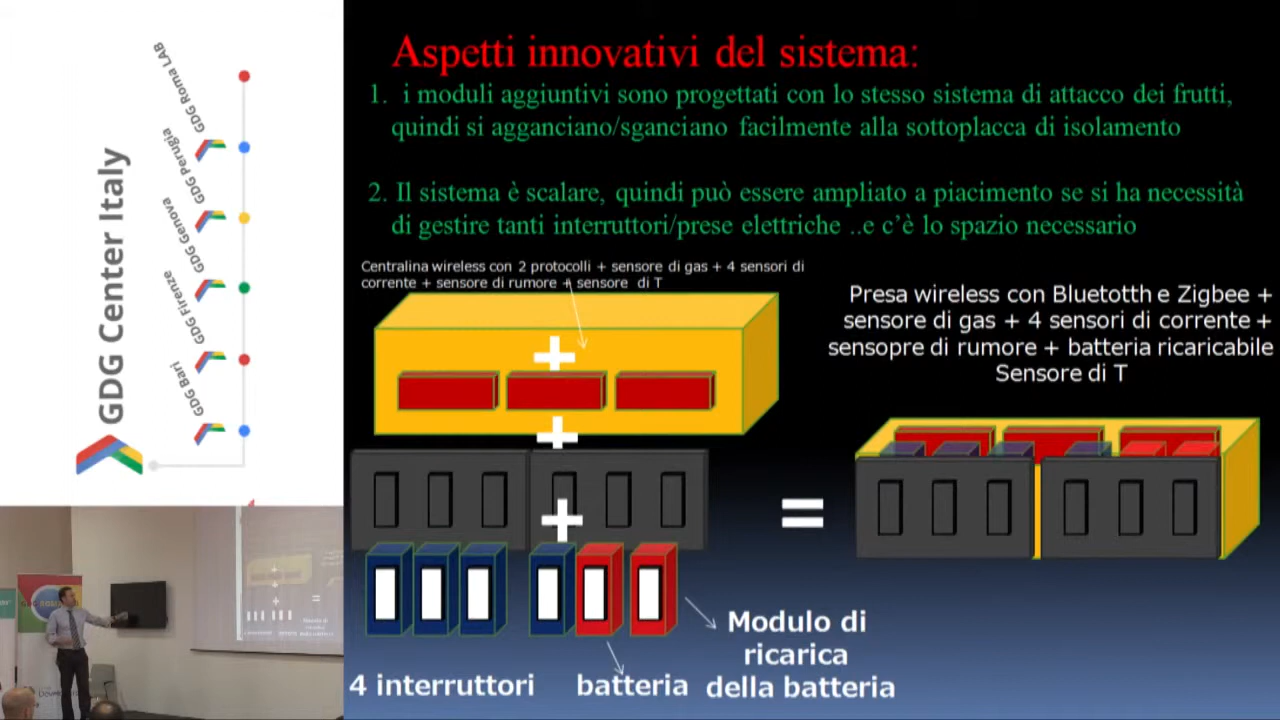 GDG Center Italy
GDG Roma LAB
GDG Perugia
GDG Genova
GDG Firenze
GDG Bari
Aspetti innovativi del sistema:
1. i moduli aggiuntivi sono progettati con lo stesso sistema di attacco dei frutti,
quindi si agganciano/sganciano facilmente alla sottoplacca di isolamento
2. Il sistema è scalare, quindi può essere ampliato a piacimento se si ha necessità
di gestire tanti interruttori/prese elettriche ..e c’è lo spazio necessario
Centralina wireless con 2 protocolli + sensore di gas + 4 sensori di
corrente + sensore di rumore + sensore di T
Presa wireless con Bluetotth e Zigbee +
sensore di gas + 4 sensori di corrente +
sensopre di rumore + batteria ricaricabile
Sensore di T
+
+
+
=
Modulo di
ricarica
della batteria
4 interruttori
batteria